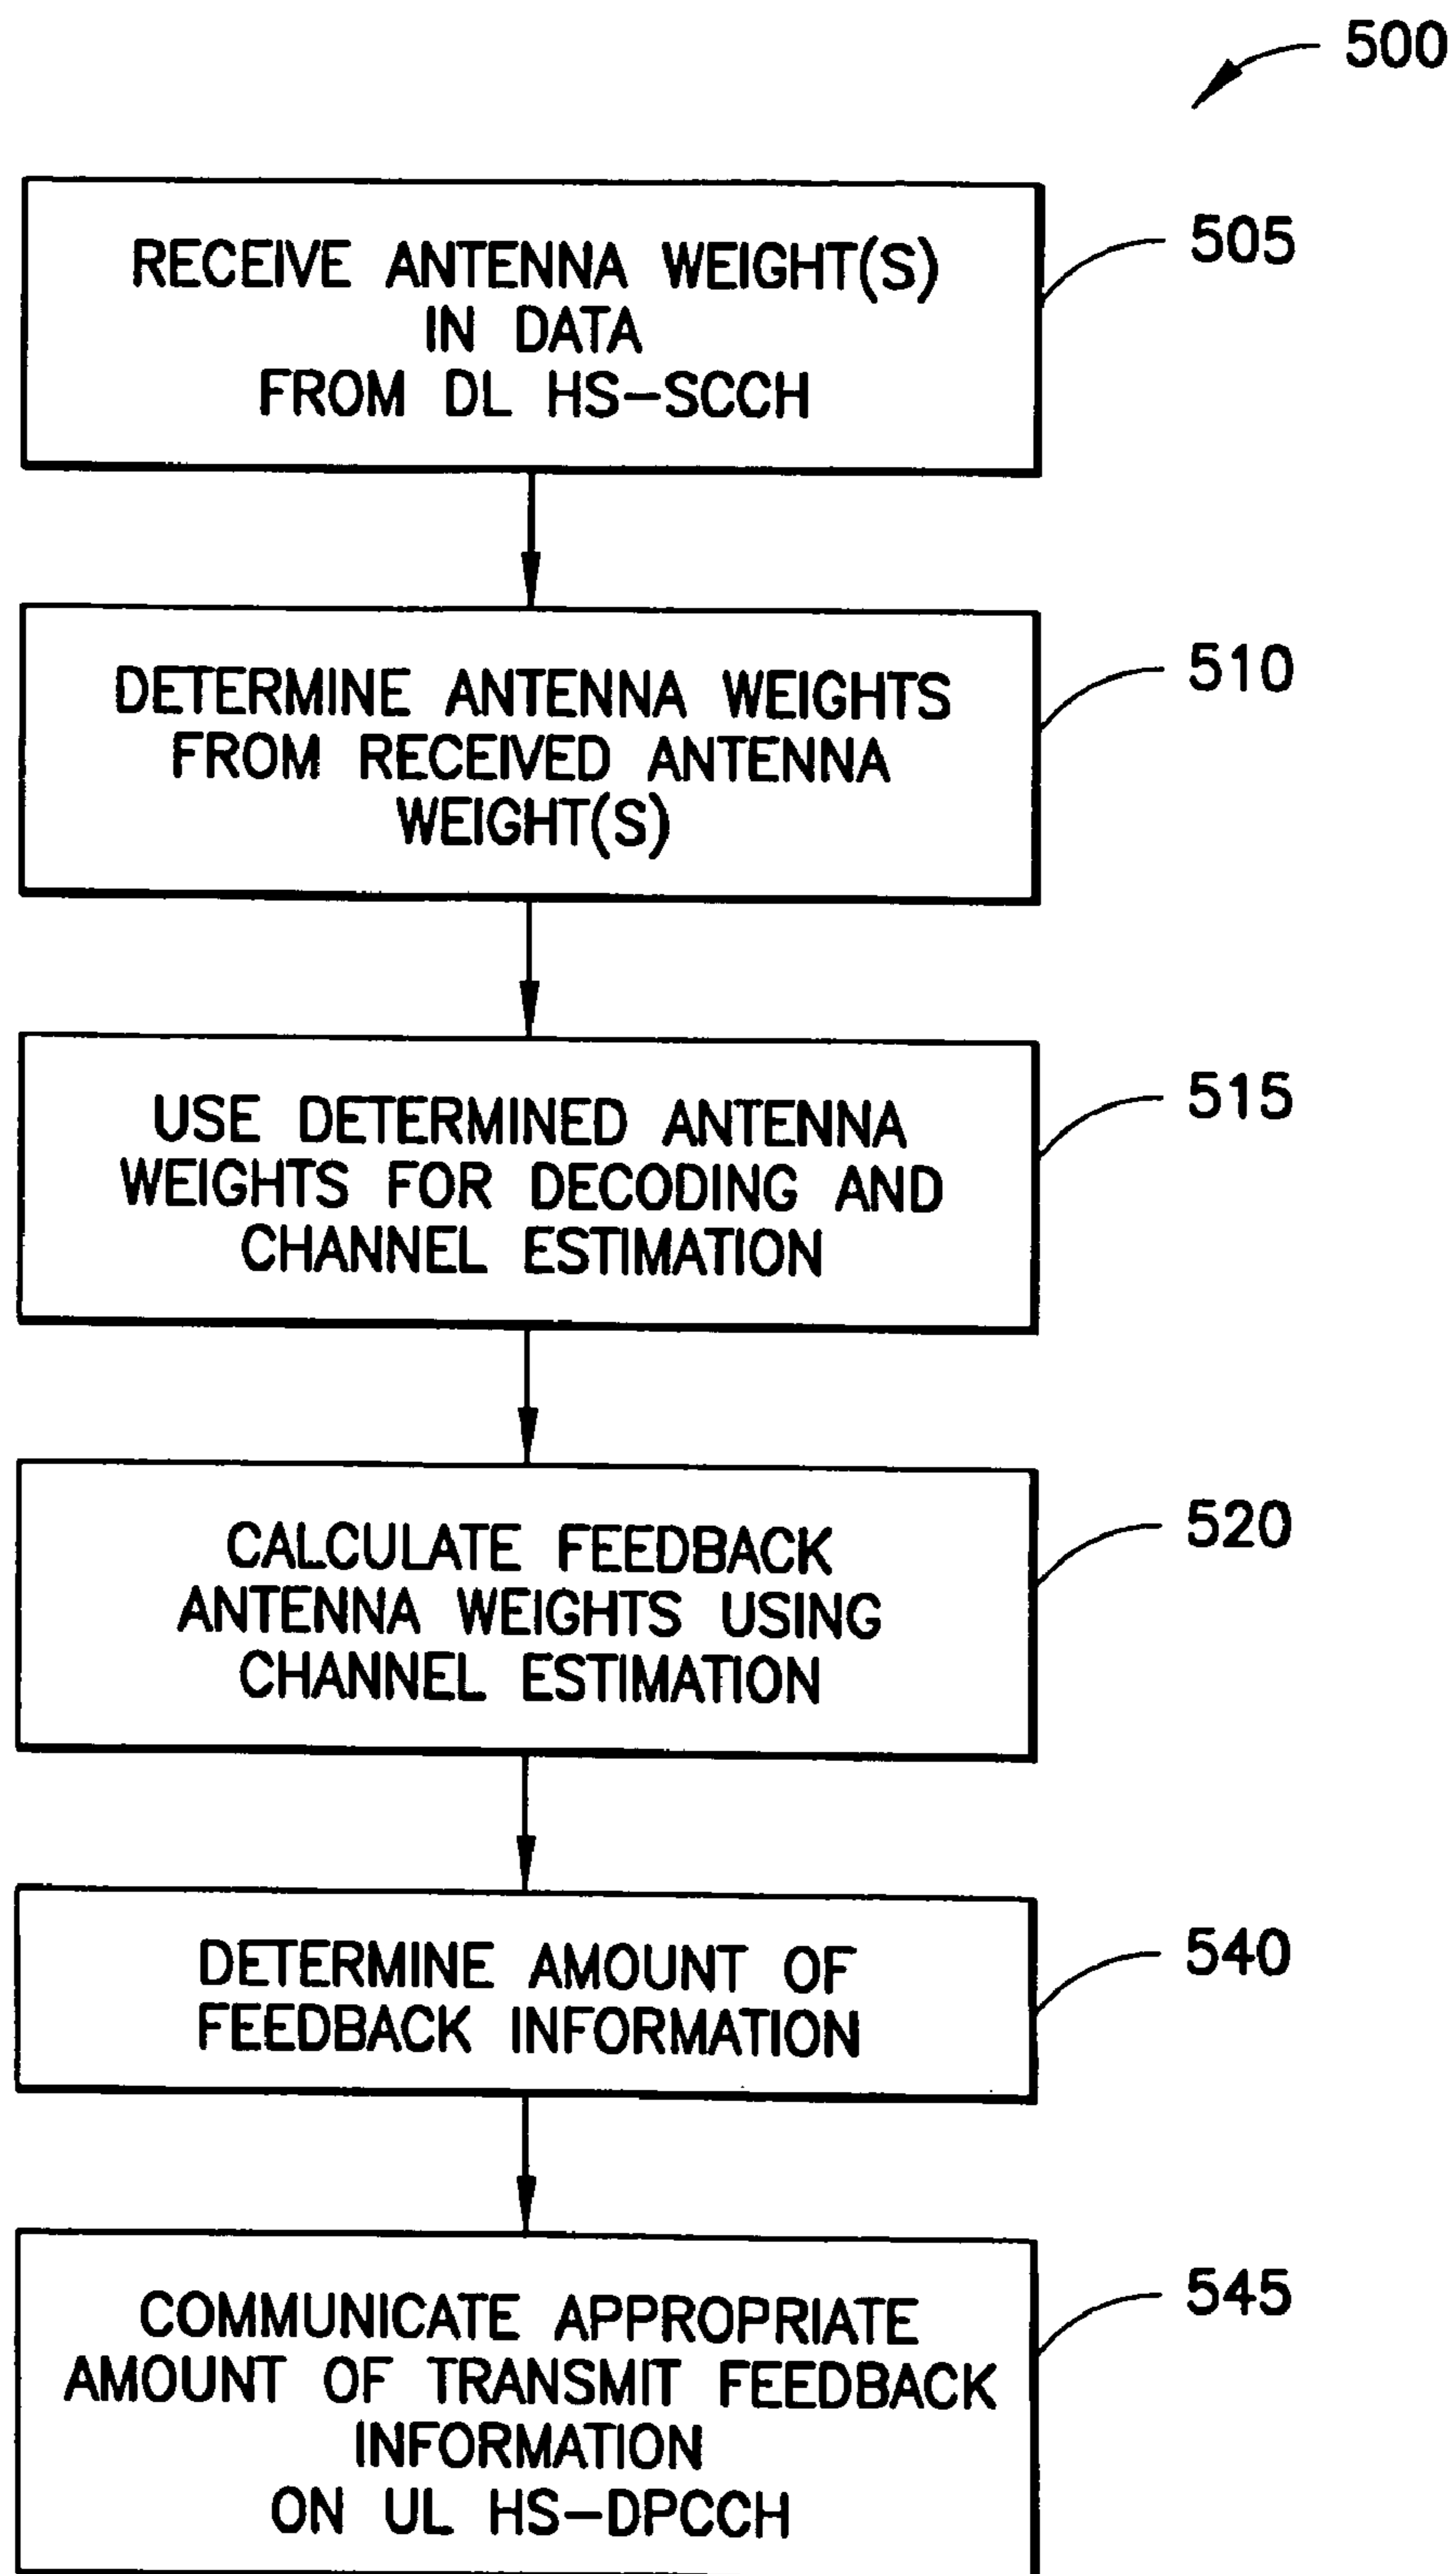 500
RECEIVE ANTENNA WEIGHT(S)
IN DATA
FROM DL HS-SCCH
505
DETERMINE ANTENNA WEIGHTS
FROM RECEIVED ANTENNA
WEIGHT(S)
510
USE DETERMINED ANTENNA
WEIGHTS FOR DECODING AND
CHANNEL ESTIMATION
515
CALCULATE FEEDBACK
ANTENNA WEIGHTS USING
CHANNEL ESTIMATION
520
DETERMINE AMOUNT OF
FEEDBACK INFORMATION
540
COMMUNICATE APPROPRIATE
AMOUNT OF TRANSMIT FEEDBACK
INFORMATION
ON UL HS-DPCCH
545